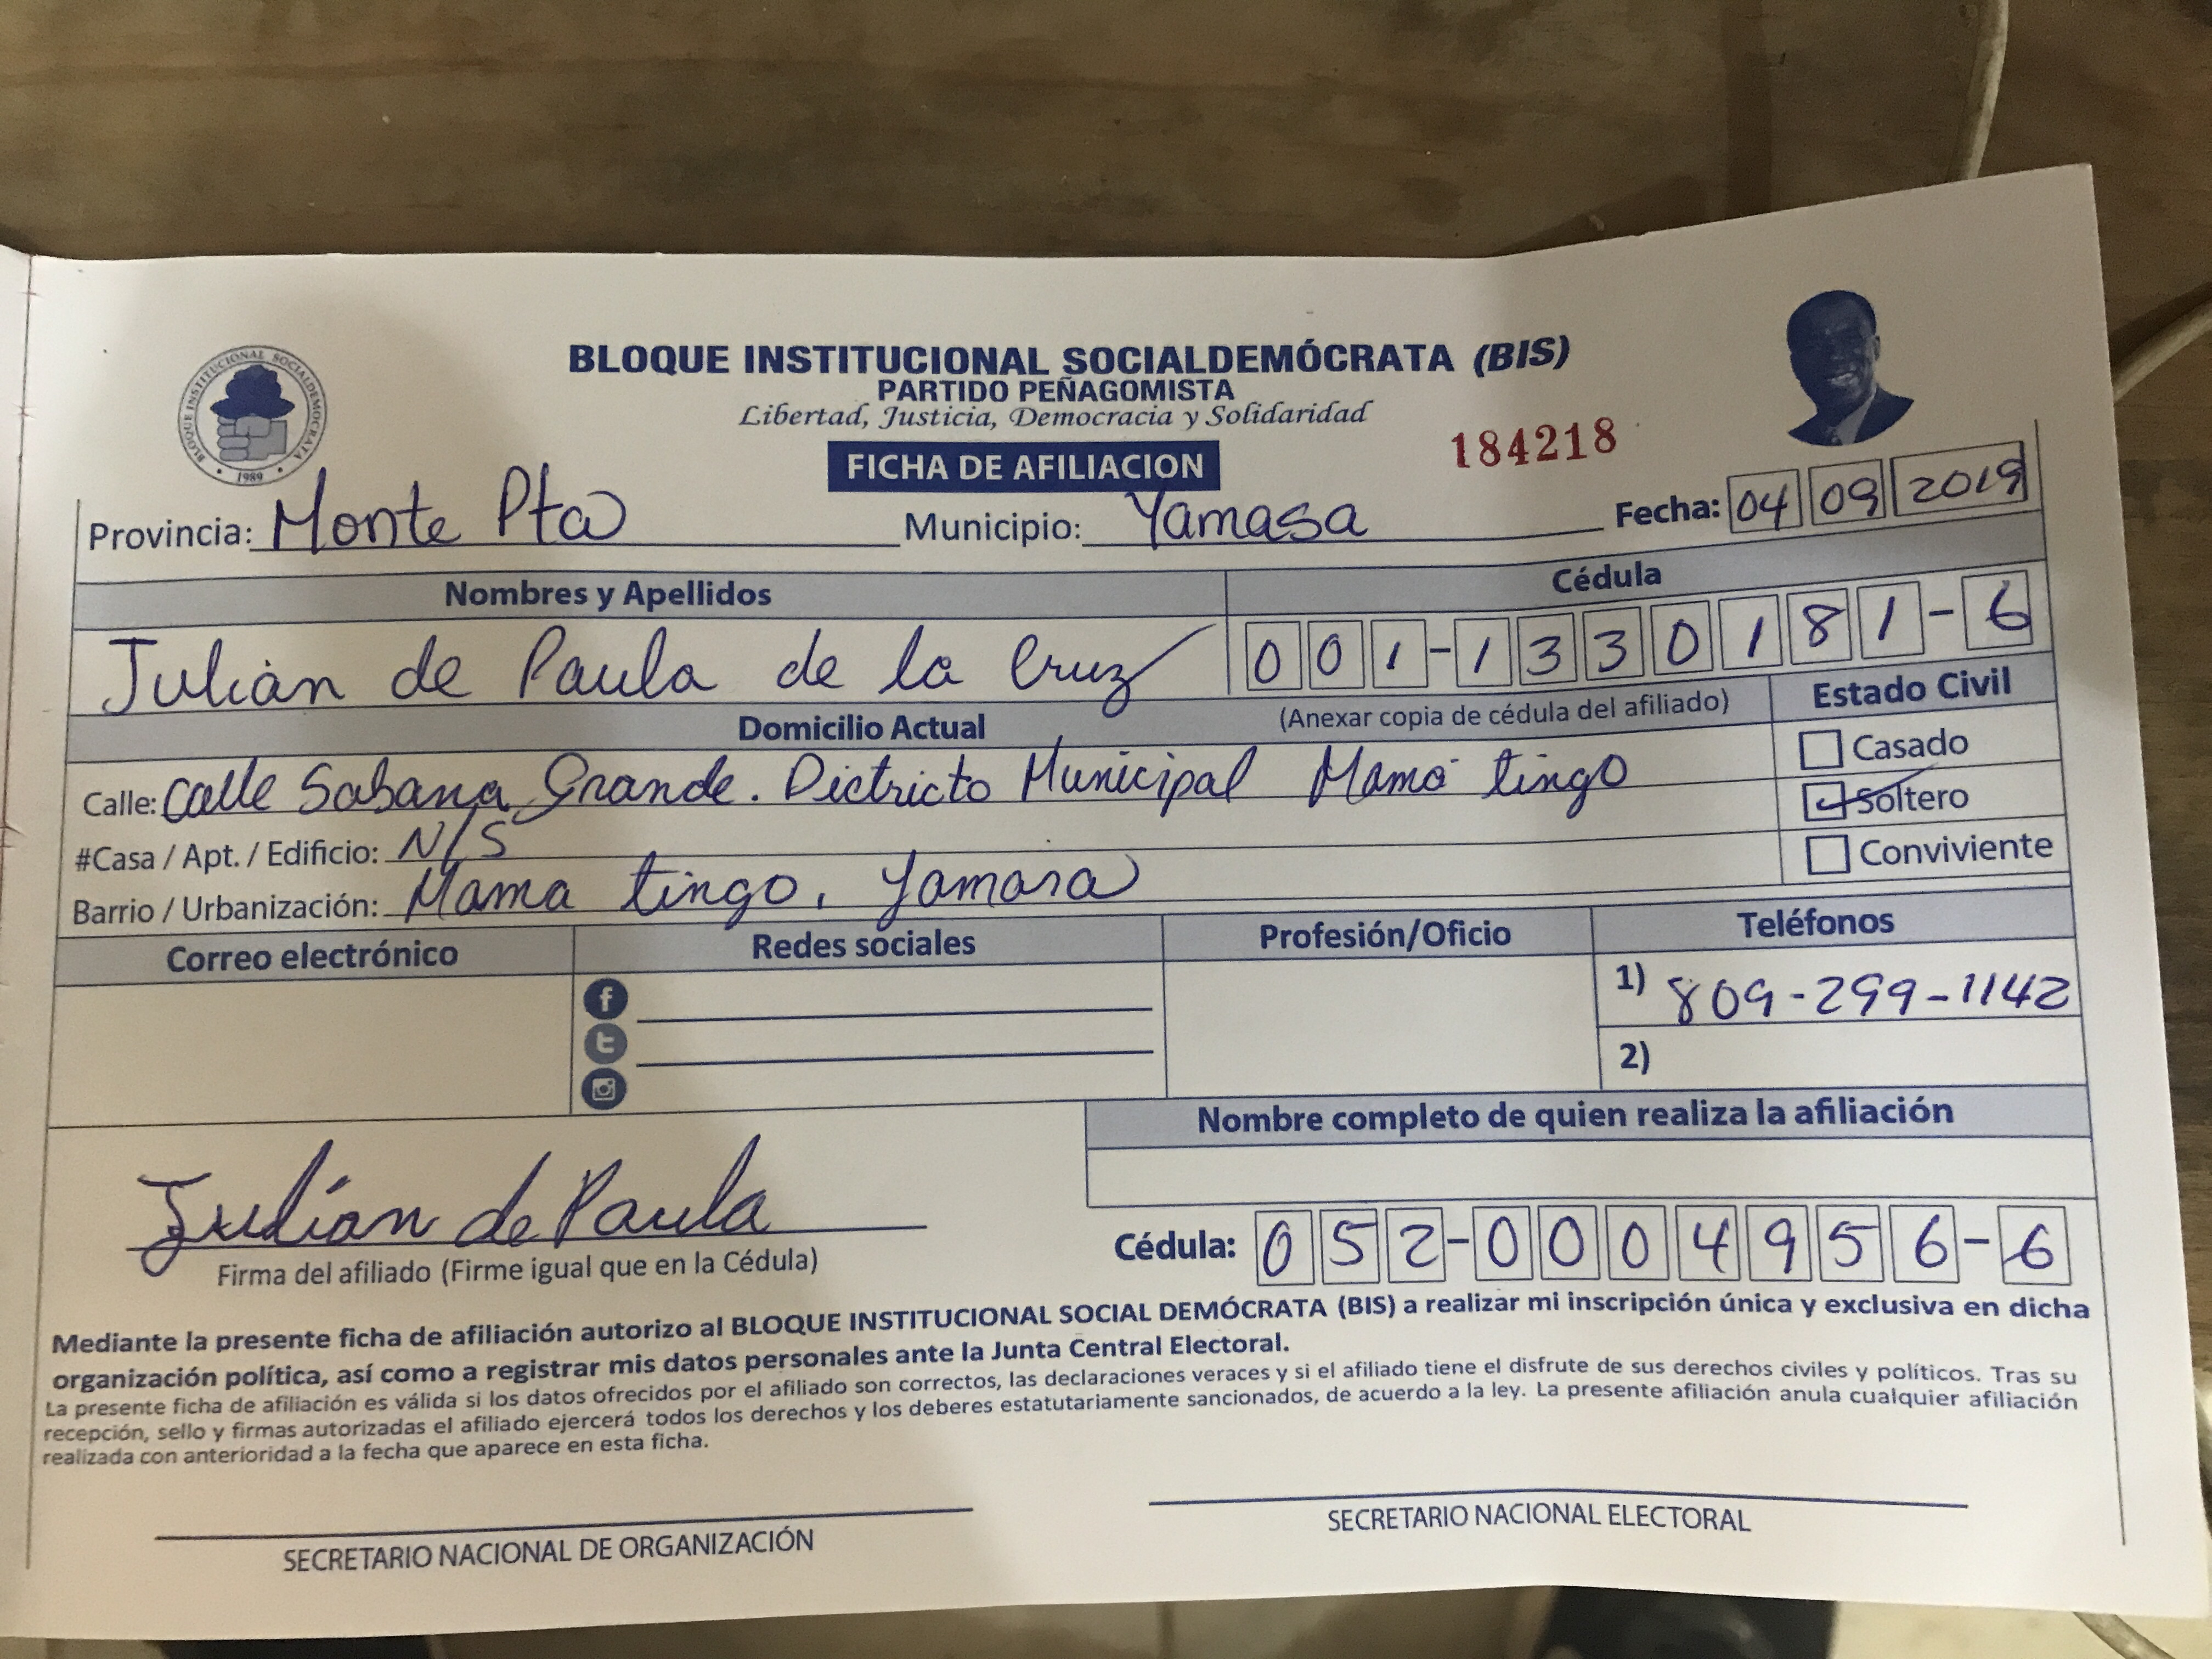 BLOQUE INSTITUCIONAL SOCIALDEMÓCRATA
1989
BLOQUE INSTITUCIONAL SOCIALDEMÓCRATA (BIS)
PARTIDO PEÑAGOMISTA
Libertad, Justicia, Democracia y Solidaridad
FICHA DE AFILIACION
184218
Provincia: Monte Pta Municipio: Yamasa Fecha: 04 09 2019
Nombres y Apellidos Cédula
Julián de Paula de la Cruz 001-1330181-6
Domicilio Actual (Anexar copia de cédula del afiliado) Estado Civil
Calle: Calle Sabana Grande. Districto Municipal Mamá tingo
Casado
Soltero
Conviviente
#Casa / Apt. / Edificio: N/S
Barrio / Urbanización: Mama tingo, Yamasa
Correo electrónico Redes sociales Profesión/Oficio Teléfonos
1) 809-299-1142
2)
Nombre completo de quien realiza la afiliación
Julián de Paula
Firma del afiliado (Firme igual que en la Cédula)
Cédula: 052-0004956-6
Mediante la presente ficha de afiliación autorizo al BLOQUE INSTITUCIONAL SOCIAL DEMÓCRATA (BIS) a realizar mi inscripción única y exclusiva en dicha
organización política, así como a registrar mis datos personales ante la Junta Central Electoral.
La presente ficha de afiliación es válida si los datos ofrecidos por el afiliado son correctos, las declaraciones veraces y si el afiliado tiene el disfrute de sus derechos civiles y políticos. Tras su
recepción, sello y firmas autorizadas el afiliado ejercerá todos los derechos y los deberes estatutariamente sancionados, de acuerdo a la ley. La presente afiliación anula cualquier afiliación
realizada con anterioridad a la fecha que aparece en esta ficha.
SECRETARIO NACIONAL DE ORGANIZACIÓN
SECRETARIO NACIONAL ELECTORAL